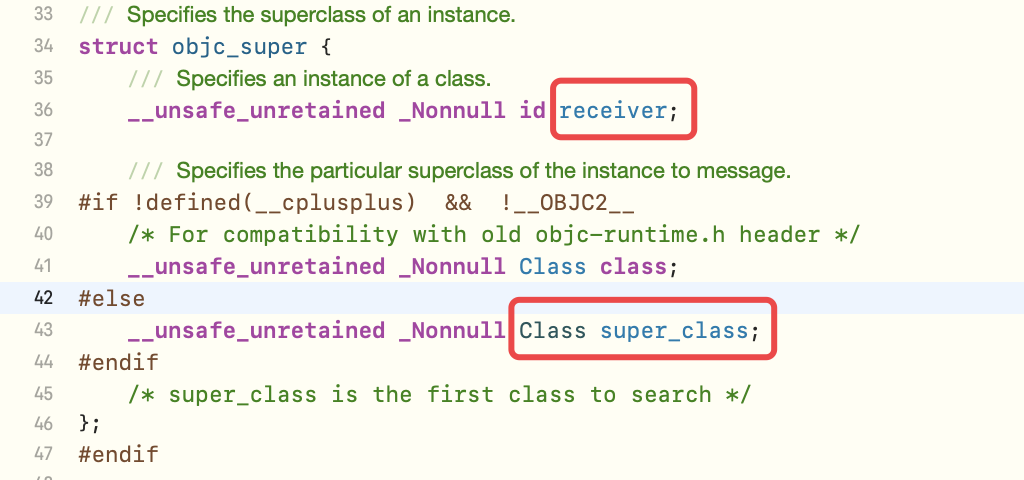 33 /// Specifies the superclass of an instance.
34 struct objc_super {
35 /// Specifies an instance of a class.
36 __unsafe_unretained _Nonnull id receiver;
37
38 /// Specifies the particular superclass of the instance to message.
39 #if !defined(__cplusplus)  &&  !__OBJC2__
40 /* For compatibility with old objc-runtime.h header */
41 __unsafe_unretained _Nonnull Class class;
42 #else
43 __unsafe_unretained _Nonnull Class super_class;
44 #endif
45 /* super_class is the first class to search */
46 };
47 #endif